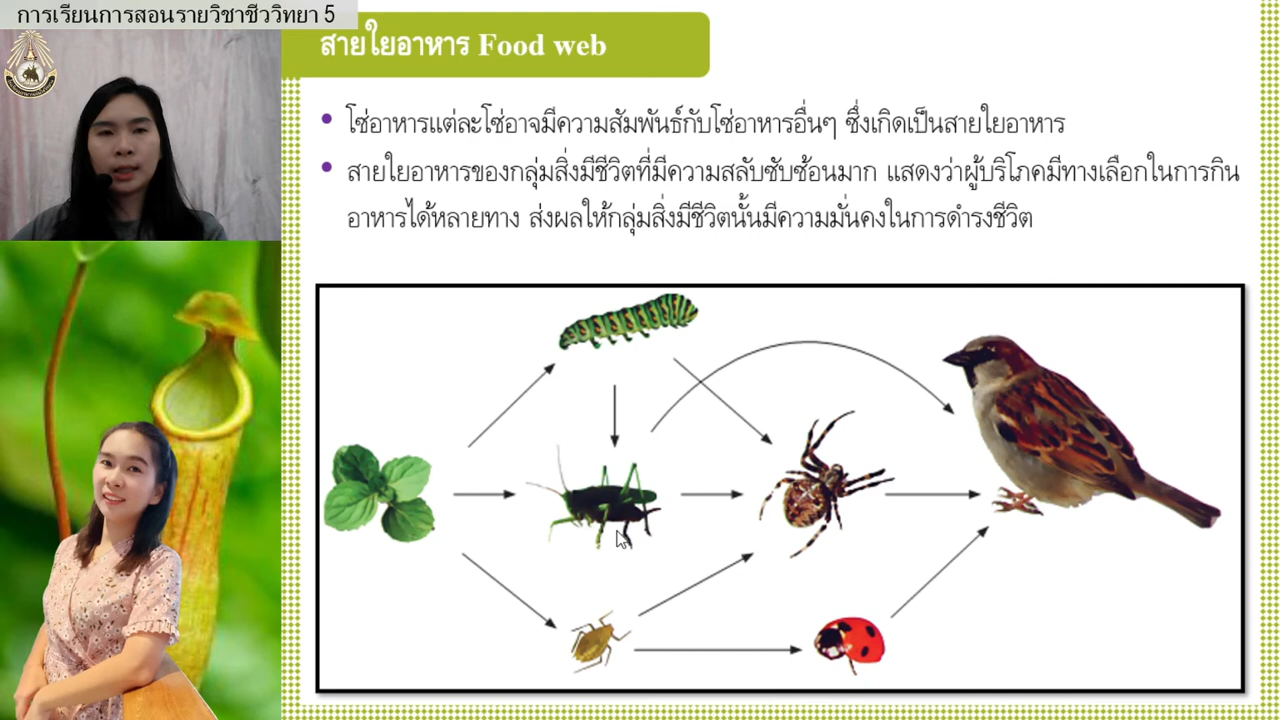 การเรียนการสอนรายวิชาชีววิทยา 5
สายใยอาหาร Food web
• โซ่อาหารแต่ละโซ่อาจมีความสัมพันธ์กับโซ่อาหารอื่นๆ ซึ่งเกิดเป็นสายใยอาหาร
• สายใยอาหารของกลุ่มสิ่งมีชีวิตที่มีความสลับซับซ้อนมาก แสดงว่าผู้บริโภคมีทางเลือกในการกิน
อาหารได้หลายทาง ส่งผลให้กลุ่มสิ่งมีชีวิตนั้นมีความมั่นคงในการดำรงชีวิต